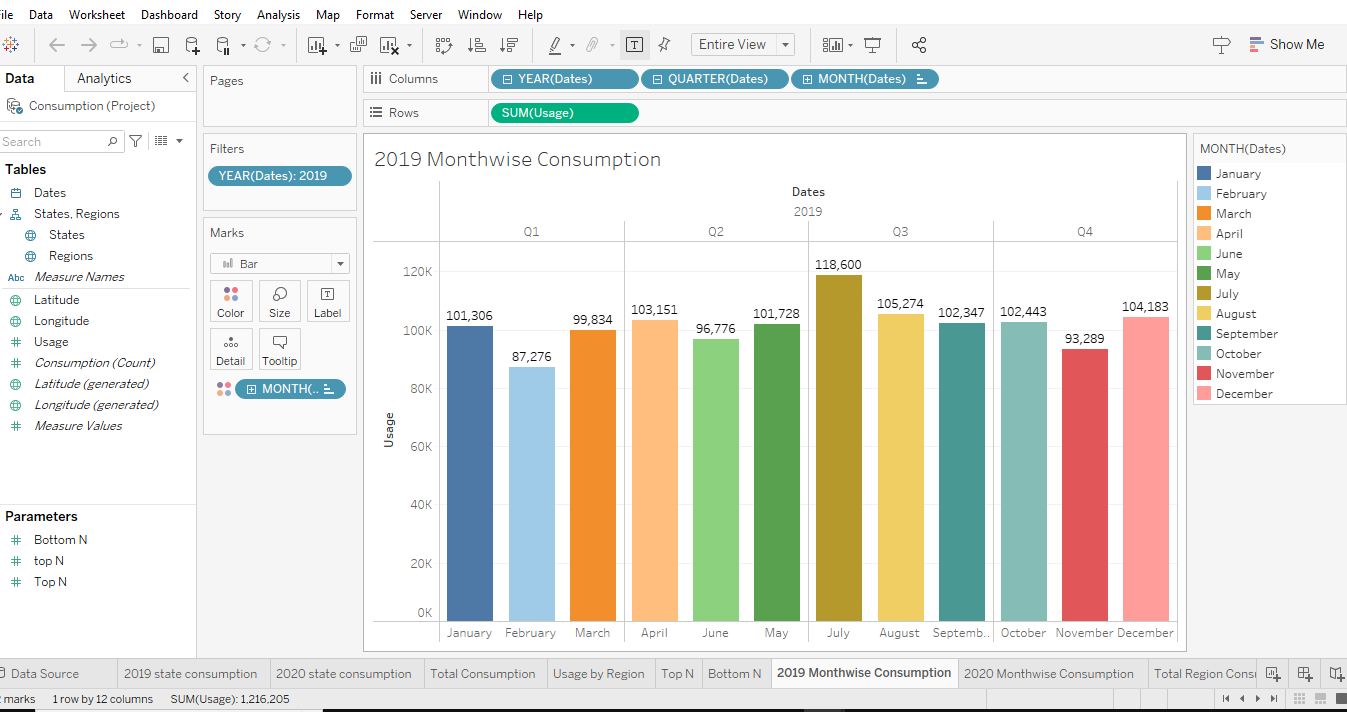 ile Data Worksheet Dashboard Story Analysis Map Format Server Window Help
Entire View Show Me
Data Analytics
Consumption (Project)
Search
Tables
Dates
States, Regions
States
Regions
Abc Measure Names
Latitude
Longitude
Usage
Consumption (Count)
Latitude (generated)
Longitude (generated)
Measure Values
Parameters
Bottom N
top N
Top N
Pages
Filters
YEAR(Dates): 2019
Marks
Bar
Color Size Label
Detail Tooltip
MONTH(..
Columns YEAR(Dates) QUARTER(Dates) MONTH(Dates)
Rows SUM(Usage)
2019 Monthwise Consumption
Dates
2019
Q1 Q2 Q3 Q4
Usage
120K
100K
80K
60K
40K
20K
0K
101,306 87,276 99,834 103,151 96,776 101,728 118,600 105,274 102,347 102,443 93,289 104,183
January February March April June May July August Septemb.. October November December
MONTH(Dates)
January
February
March
April
June
May
July
August
September
October
November
December
Data Source 2019 state consumption 2020 state consumption Total Consumption Usage by Region Top N Bottom N 2019 Monthwise Consumption 2020 Monthwise Consumption Total Region Consu
marks 1 row by 12 columns SUM(Usage): 1,216,205